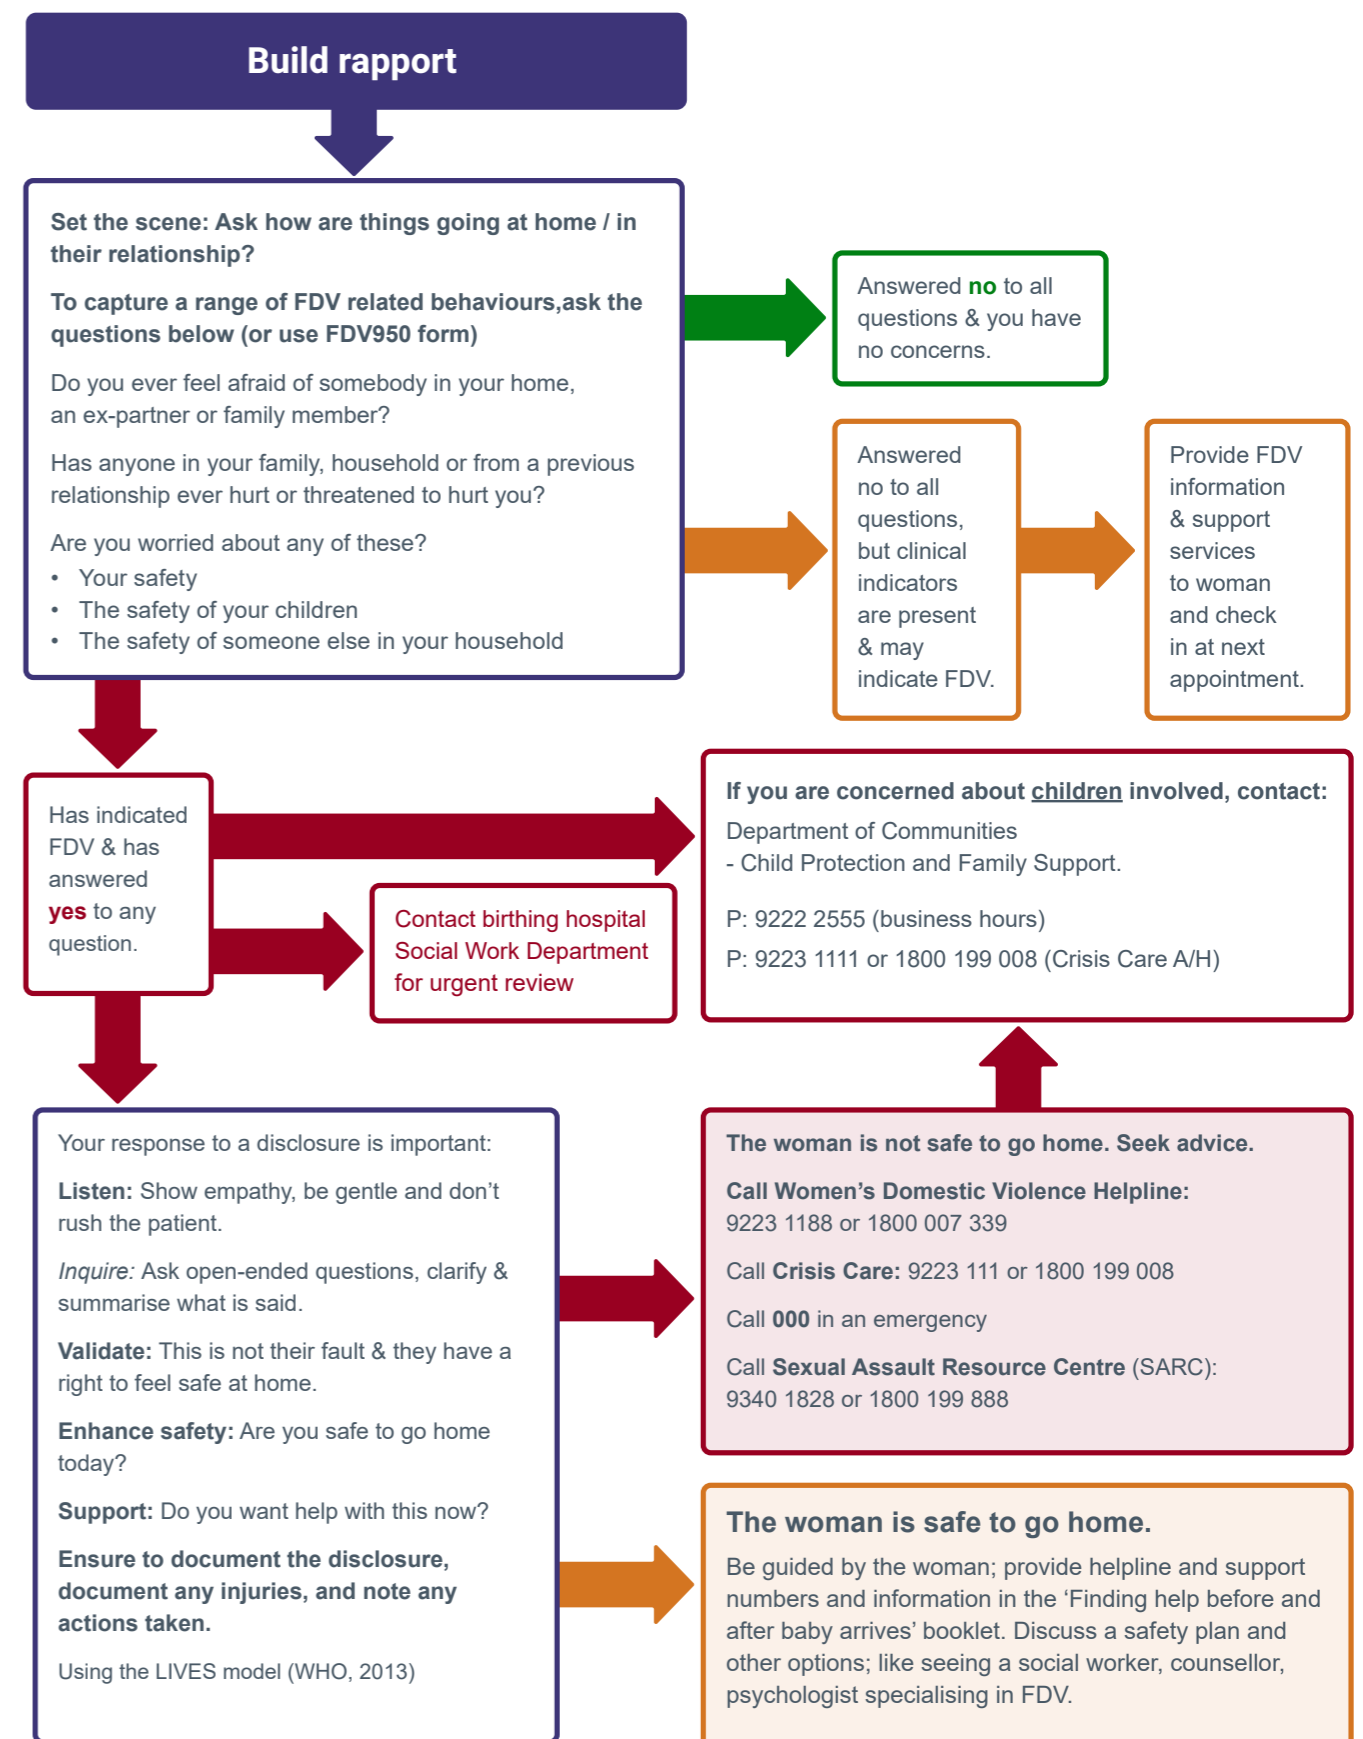 Build rapport
Set the scene: Ask how are things going at home / in
their relationship?
To capture a range of FDV related behaviours,ask the
questions below (or use FDV950 form)
Do you ever feel afraid of somebody in your home,
an ex-partner or family member?
Has anyone in your family, household or from a previous
relationship ever hurt or threatened to hurt you?
Are you worried about any of these?
• Your safety
• The safety of your children
• The safety of someone else in your household
Answered no to all
questions & you have
no concerns.
Answered
no to all
questions,
but clinical
indicators
are present
& may
indicate FDV.
Provide FDV
information
& support
services
to woman
and check
in at next
appointment.
Has indicated
FDV & has
answered
yes to any
question.
Contact birthing hospital
Social Work Department
for urgent review
If you are concerned about children involved, contact:
Department of Communities
- Child Protection and Family Support.
P: 9222 2555 (business hours)
P: 9223 1111 or 1800 199 008 (Crisis Care A/H)
Your response to a disclosure is important:
Listen: Show empathy, be gentle and don’t
rush the patient.
Inquire: Ask open-ended questions, clarify &
summarise what is said.
Validate: This is not their fault & they have a
right to feel safe at home.
Enhance safety: Are you safe to go home
today?
Support: Do you want help with this now?
Ensure to document the disclosure,
document any injuries, and note any
actions taken.
Using the LIVES model (WHO, 2013)
The woman is not safe to go home. Seek advice.
Call Women’s Domestic Violence Helpline:
9223 1188 or 1800 007 339
Call Crisis Care: 9223 111 or 1800 199 008
Call 000 in an emergency
Call Sexual Assault Resource Centre (SARC):
9340 1828 or 1800 199 888
The woman is safe to go home.
Be guided by the woman; provide helpline and support
numbers and information in the ‘Finding help before and
after baby arrives’ booklet. Discuss a safety plan and
other options; like seeing a social worker, counsellor,
psychologist specialising in FDV.